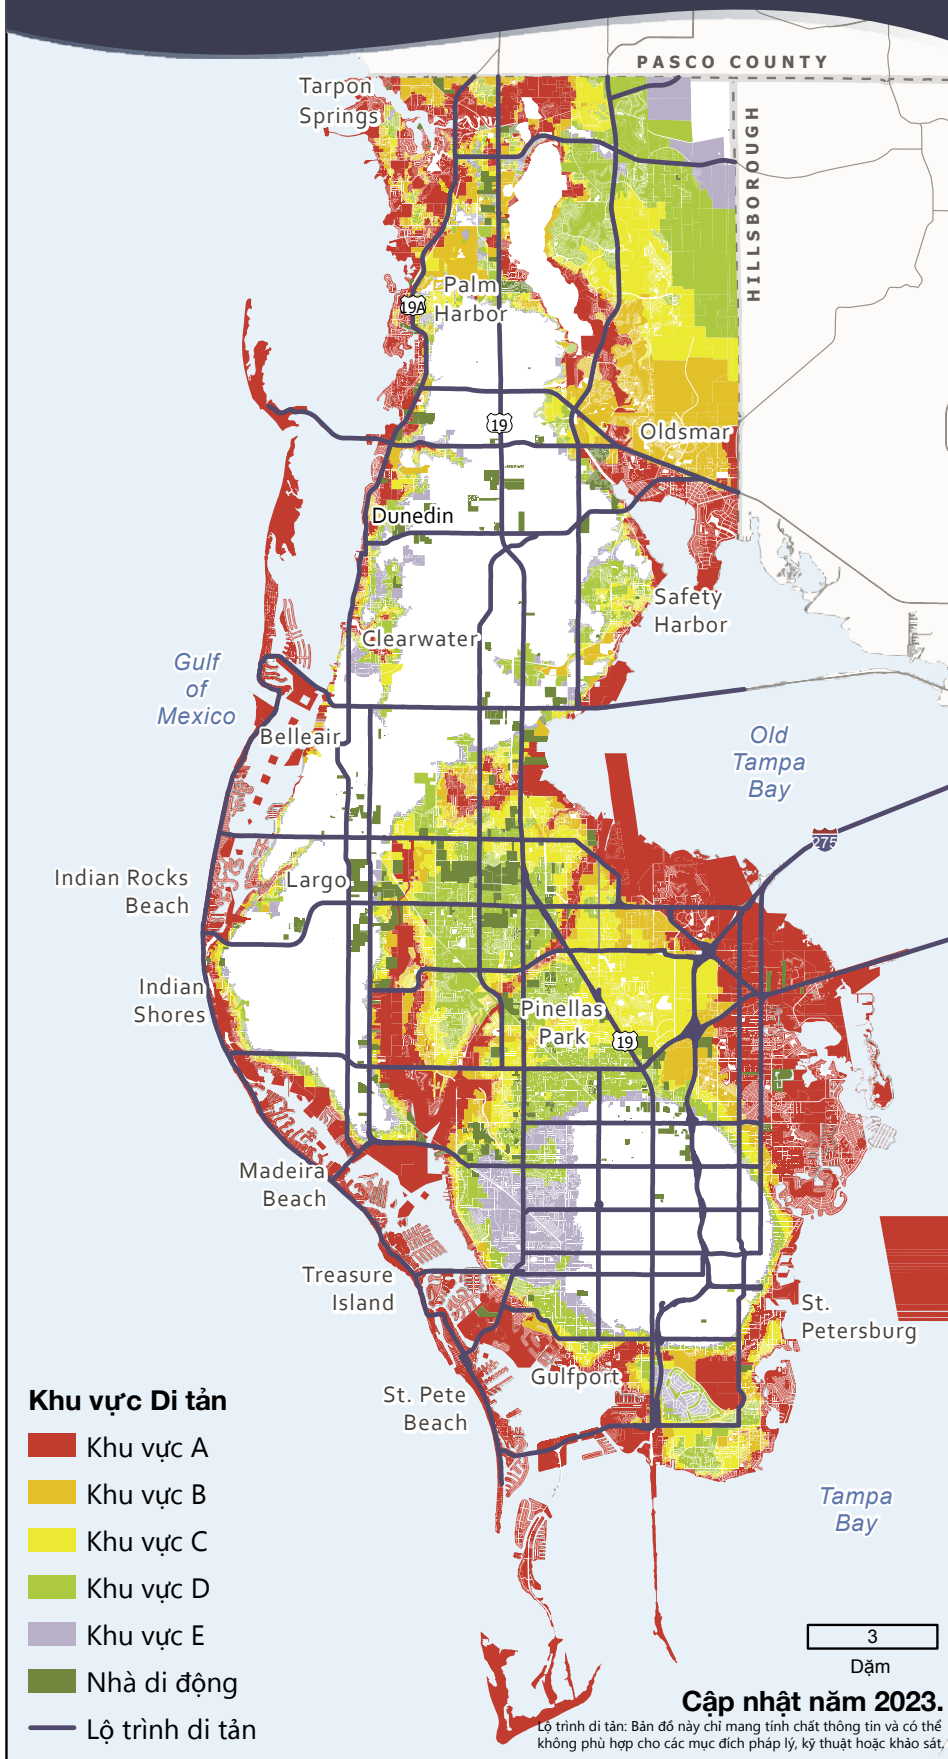 PASCO COUNTY
Tarpon
Springs
HILLSBOROUGH
Palm
Harbor
19A
19
Oldsmar
Dunedin
Safety
Harbor
Clearwater
Gulf
of
Mexico
Belleair
Old
Tampa
Bay
275
Indian Rocks
Beach
Largo
Indian
Shores
Pinellas
Park
19
Madeira
Beach
Treasure
Island
St.
Petersburg
Gulfport
St. Pete
Beach
Tampa
Bay
Khu vực Di tản
Khu vực A
Khu vực B
Khu vực C
Khu vực D
Khu vực E
Nhà di động
Lộ trình di tản
3
Dặm
Cập nhật năm 2023.
Lộ trình di tản: Bản đồ này chỉ mang tính chất thông tin và có thể
không phù hợp cho các mục đích pháp lý, kỹ thuật hoặc khảo sát.